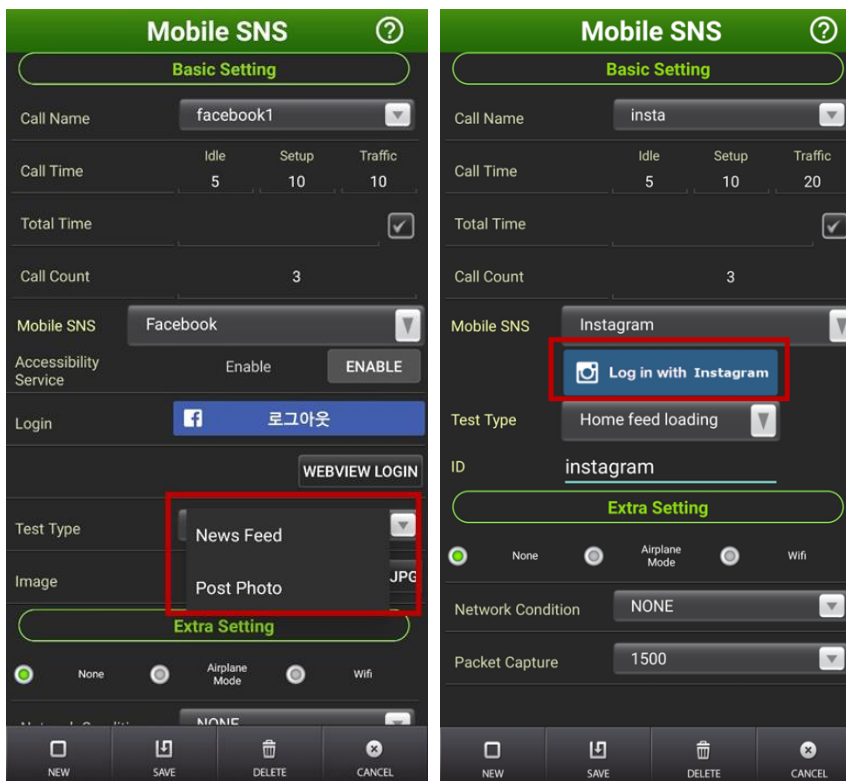 Mobile SNS
Basic Setting
Call Name facebook1
Idle Setup Traffic
Call Time 5 10 10
Total Time
Call Count 3
Mobile SNS Facebook
Accessibility Service Enable ENABLE
Login 로그아웃
WEBVIEW LOGIN
Test Type News Feed
Image Post Photo JPG
Extra Setting
None Airplane Mode Wifi
NONE
NEW SAVE DELETE CANCEL
Mobile SNS
Basic Setting
Call Name insta
Idle Setup Traffic
Call Time 5 10 20
Total Time
Call Count 3
Mobile SNS Instagram
Log in with Instagram
Test Type Home feed loading
ID instagram
Extra Setting
None Airplane Mode Wifi
Network Condition NONE
Packet Capture 1500
NEW SAVE DELETE CANCEL